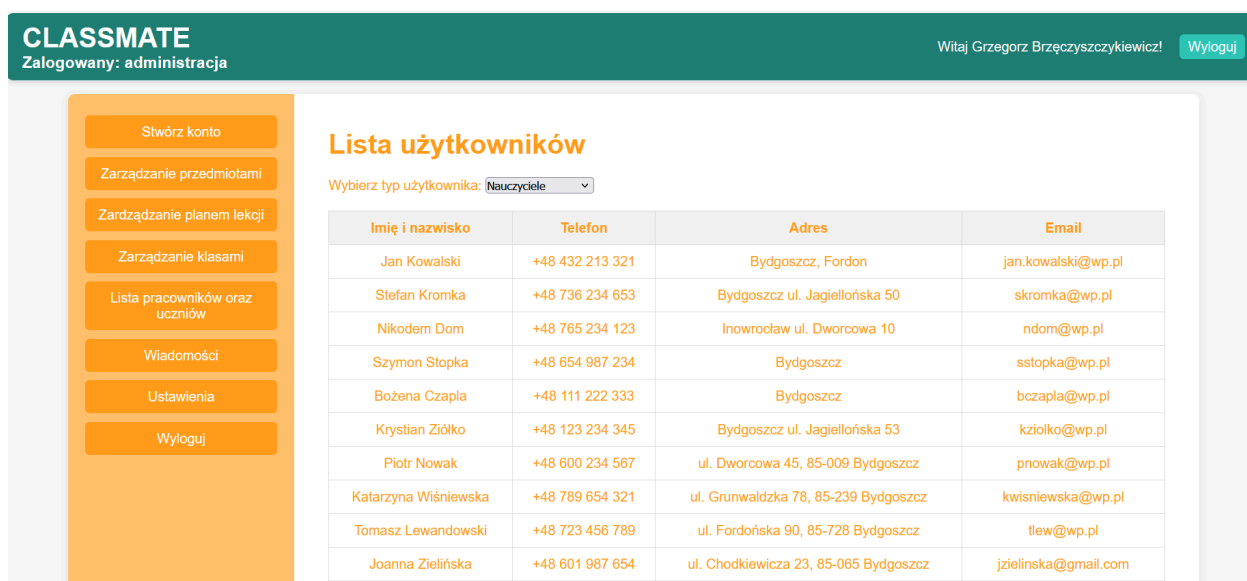 CLASSMATE
Zalogowany: administracja
Witaj Grzegorz Brzęczyszczykiewicz!
Wyloguj
Stwórz konto
Zarządzanie przedmiotami
Zardządzanie planem lekcji
Zarządzanie klasami
Lista pracowników oraz
uczniów
Wiadomości
Ustawienia
Wyloguj
Lista użytkowników
Wybierz typ użytkownika: Nauczyciele
Imię i nazwisko Telefon Adres Email
Jan Kowalski +48 432 213 321 Bydgoszcz, Fordon jan.kowalski@wp.pl
Stefan Kromka +48 736 234 653 Bydgoszcz ul. Jagiellońska 50 skromka@wp.pl
Nikodem Dom +48 765 234 123 Inowrocław ul. Dworcowa 10 ndom@wp.pl
Szymon Stopka +48 654 987 234 Bydgoszcz sstopka@wp.pl
Bożena Czapla +48 111 222 333 Bydgoszcz bczapla@wp.pl
Krystian Ziółko +48 123 234 345 Bydgoszcz ul. Jagiellońska 53 kziolko@wp.pl
Piotr Nowak +48 600 234 567 ul. Dworcowa 45, 85-009 Bydgoszcz pnowak@wp.pl
Katarzyna Wiśniewska +48 789 654 321 ul. Grunwaldzka 78, 85-239 Bydgoszcz kwisniewska@wp.pl
Tomasz Lewandowski +48 723 456 789 ul. Fordońska 90, 85-728 Bydgoszcz tlew@wp.pl
Joanna Zielińska +48 601 987 654 ul. Chodkiewicza 23, 85-065 Bydgoszcz jzielinska@gmail.com